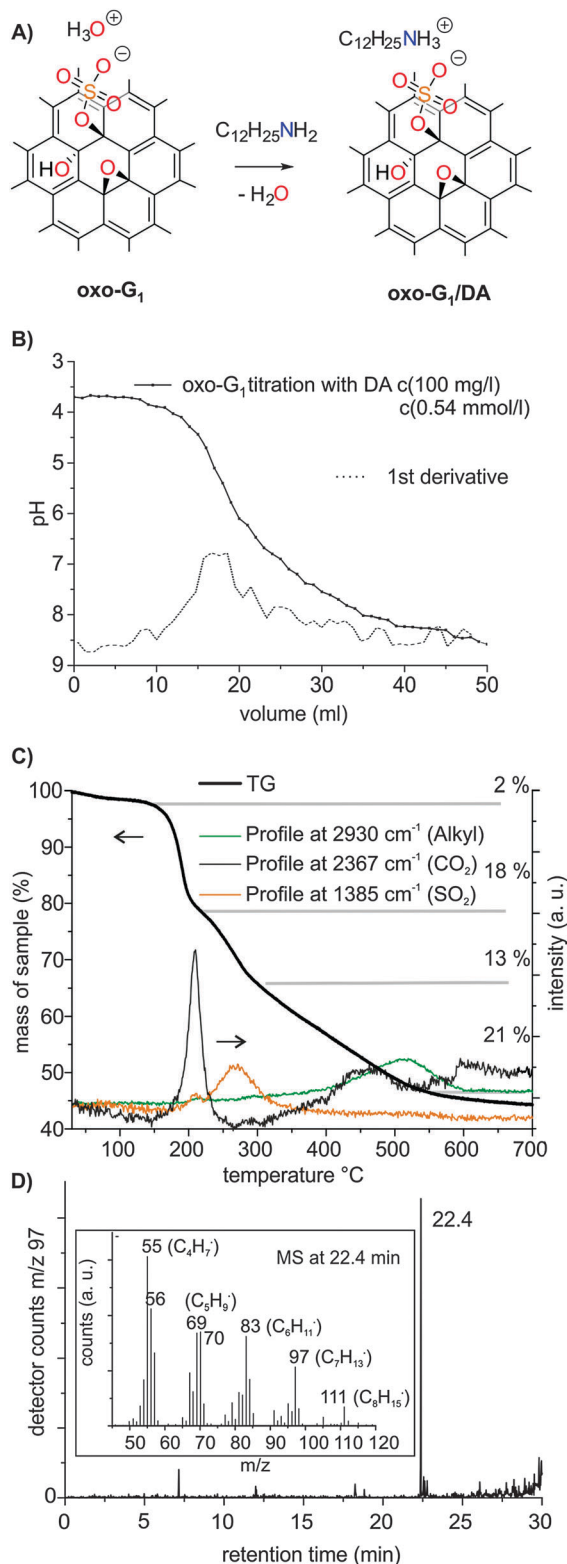 A)
H3O⊕
⊖
O
O
S
O
O
O
HO
C12H25NH2
- H2O
C12H25NH3⊕
⊖
O
O
S
O
O
O
HO
oxo-G1
oxo-G1/DA
B)
3
4
5
6
7
8
9
pH
oxo-G1 titration with DA c(100 mg/l)
c(0.54 mmol/l)
1st derivative
0 10 20 30 40 50
volume (ml)
C)
100
90
80
70
60
50
40
mass of sample (%)
TG
Profile at 2930 cm-1 (Alkyl)
Profile at 2367 cm-1 (CO2)
Profile at 1385 cm-1 (SO2)
2 %
18 %
13 %
21 %
intensity (a. u.)
100 200 300 400 500 600 700
temperature °C
D)
detector counts m/z 97
0
22.4
MS at 22.4 min
counts (a. u.)
55 (C4H7·)
56
(C5H9·)
69
70
83 (C6H11·)
97 (C7H13·)
111 (C8H15·)
50 60 70 80 90 100 110 120
m/z
0 5 10 15 20 25 30
retention time (min)